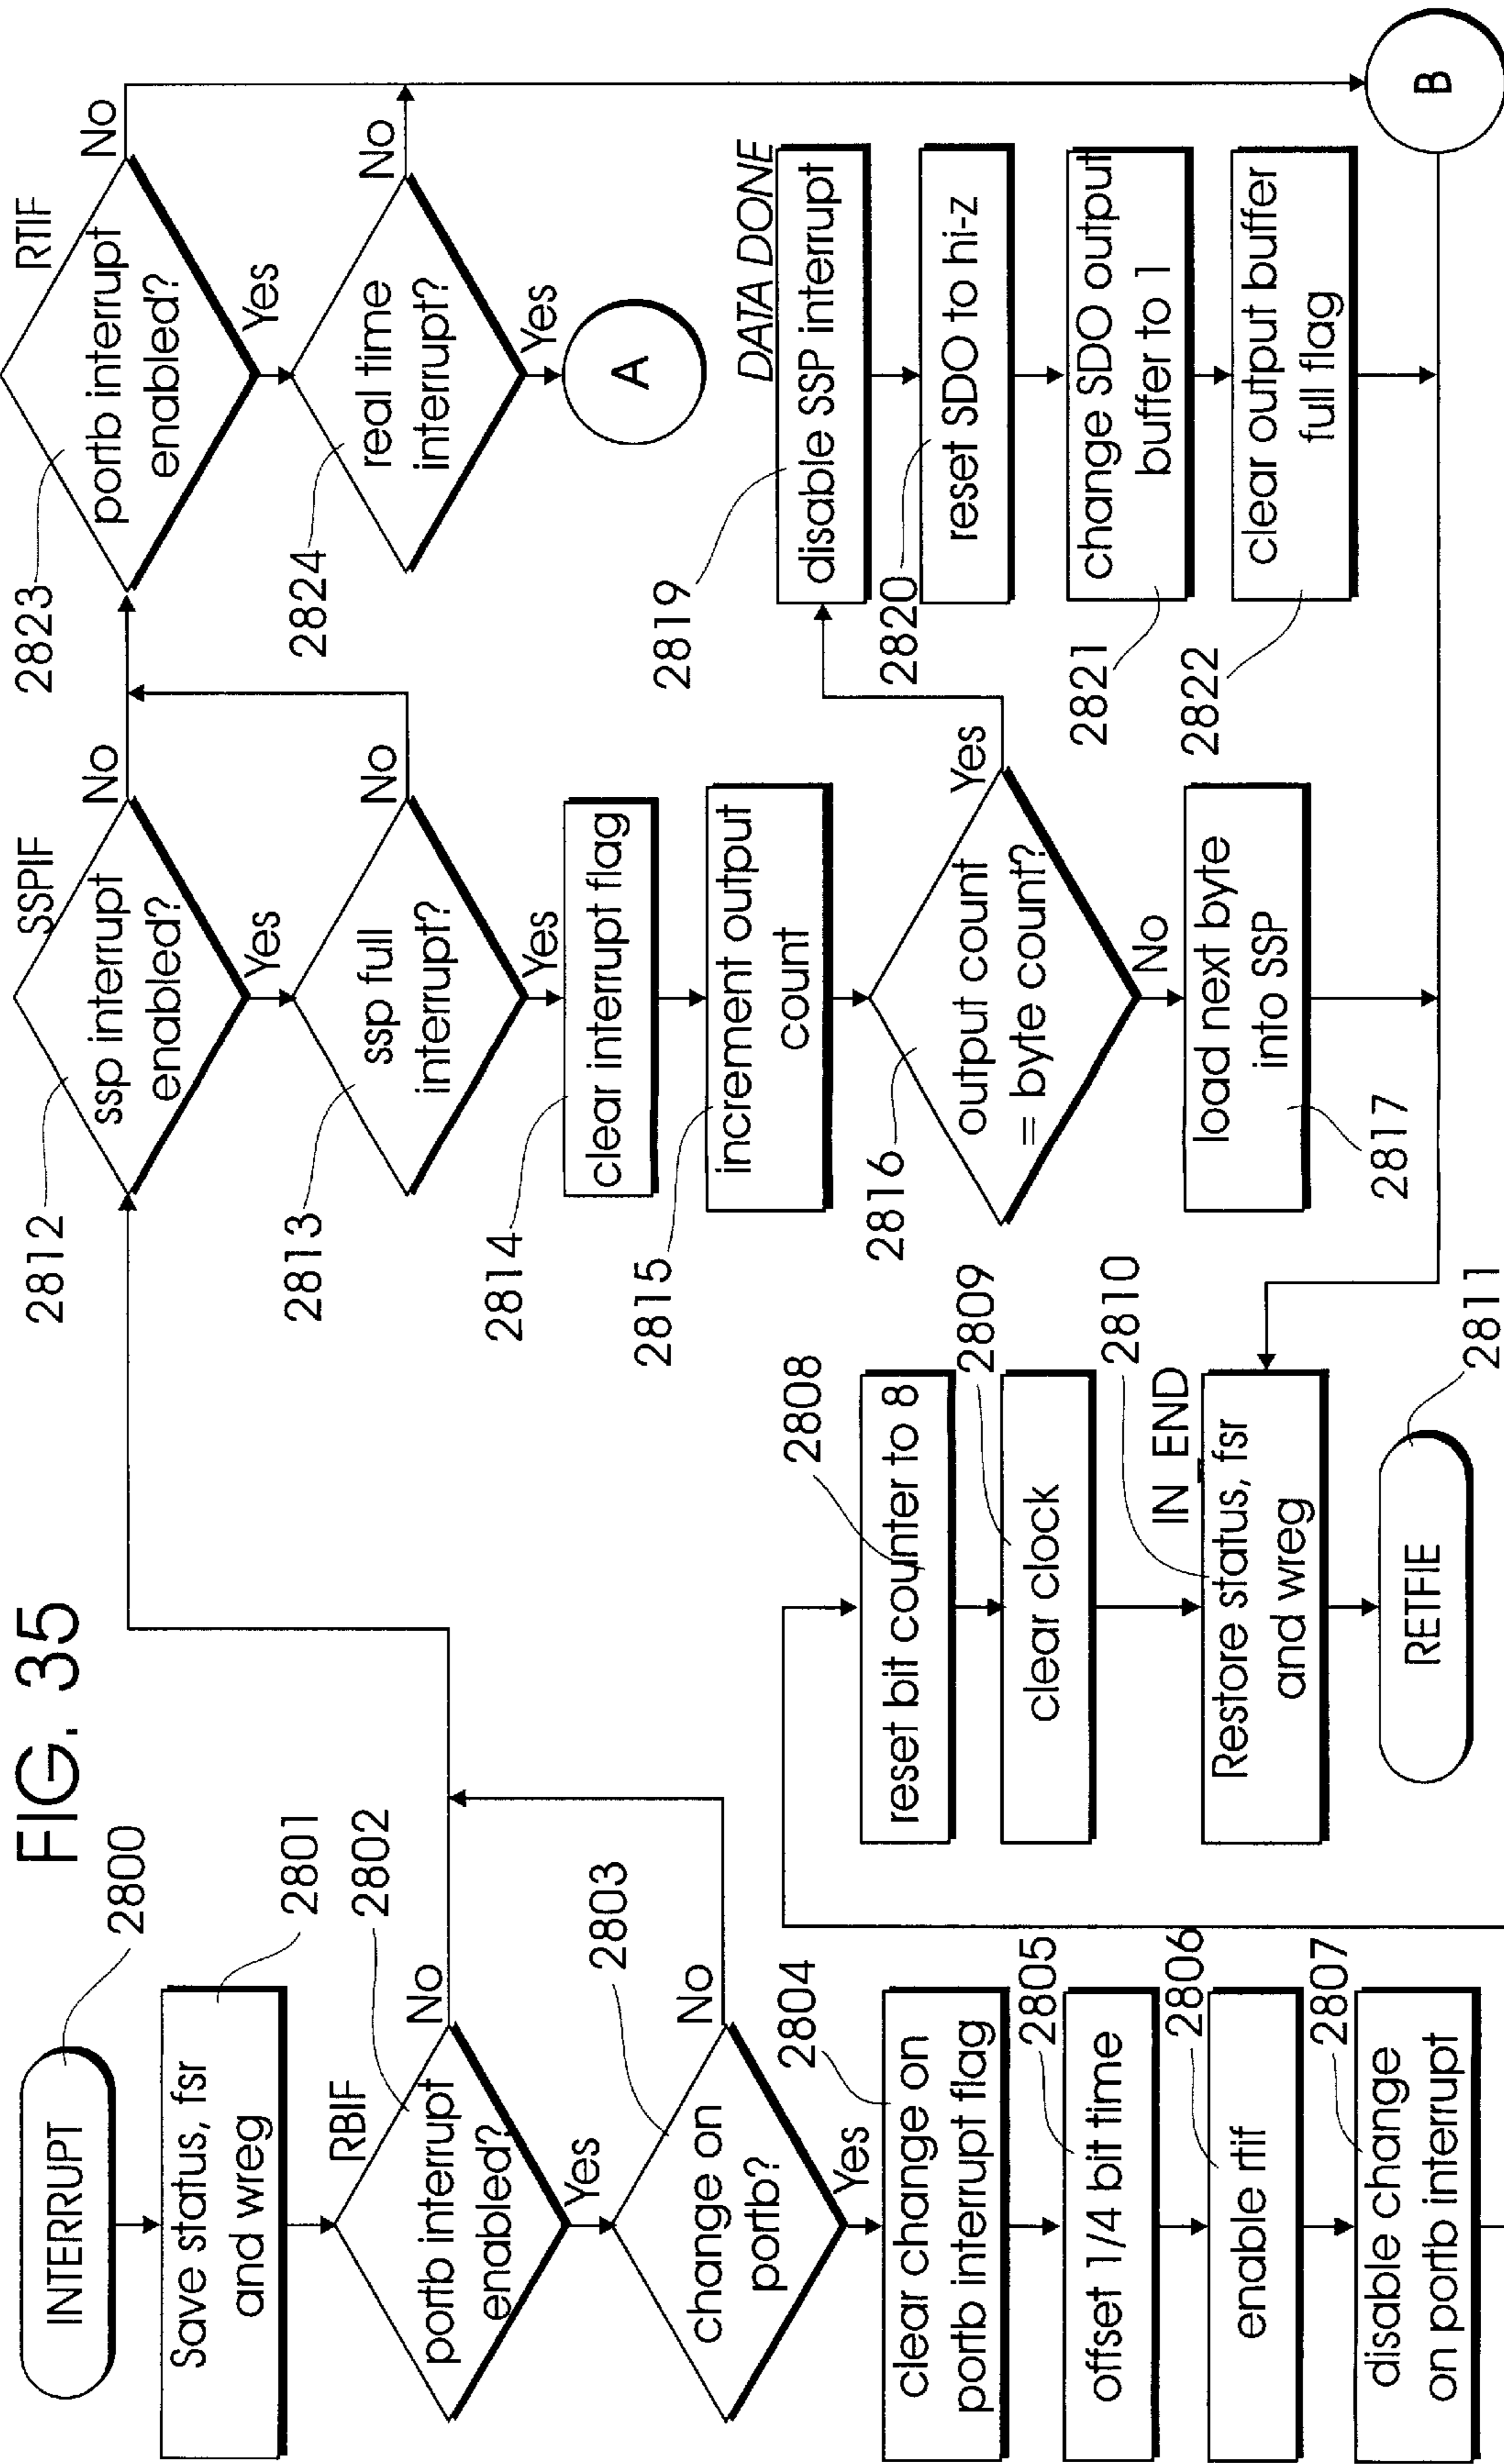 FIG. 35
INTERRUPT
2800
Save status, fsr
and wreg
2801
RBIF
2802
portb interrupt
enabled?
No
Yes
2803
change on
portb?
No
Yes
2804
clear change on
portb interrupt flag
2805
offset 1/4 bit time
2806
enable rtif
2807
disable change
on portb interrupt
2808
reset bit counter to 8
2809
clear clock
IN_END
2810
Restore status, fsr
and wreg
RETFIE
2811
2812
SSPIF
ssp interrupt
enabled?
No
Yes
2813
ssp full
interrupt?
No
Yes
2814
clear interrupt flag
2815
increment output
count
2816
output count
= byte count?
Yes
No
load next byte
into SSP
2817
2823
RTIF
portb interrupt
enabled?
No
Yes
2824
real time
interrupt?
No
Yes
A
DATA DONE
2819
disable SSP interrupt
2820
reset SDO to hi-z
2821
change SDO output
buffer to 1
2822
clear output buffer
full flag
B